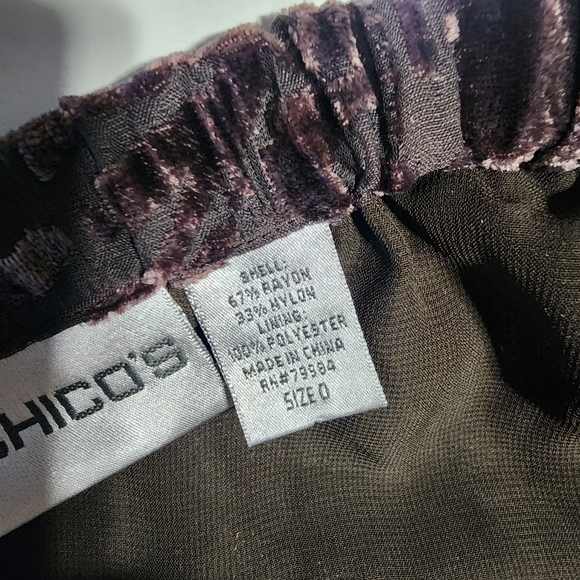 CHICO'S
SHELL:
67% RAYON
33% NYLON
LINING:
100% POLYESTER
MADE IN CHINA
RN#79984
SIZE 0